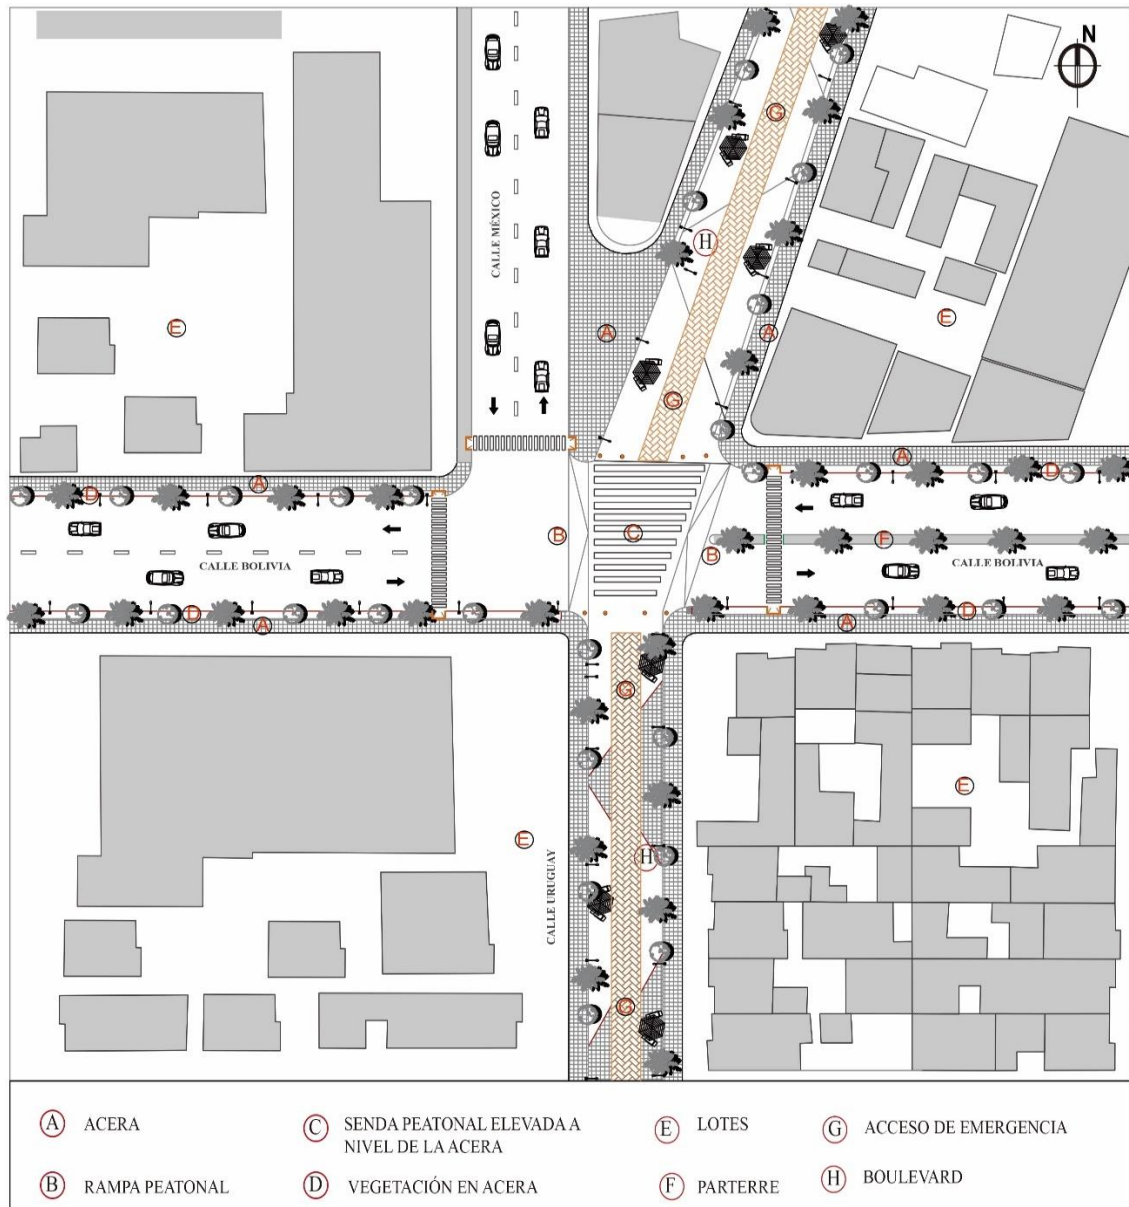 N
G
CALLE MÉXICO
H
E
E
A
A
G
A
A
D
D
B
C
B
F
CALLE BOLIVIA
CALLE BOLIVIA
D
D
A
A
G
E
E
H
CALLE URUGUAY
G
A ACERA
C SENDA PEATONAL ELEVADA A
NIVEL DE LA ACERA
E LOTES
G ACCESO DE EMERGENCIA
B RAMPA PEATONAL
D VEGETACIÓN EN ACERA
F PARTERRE
H BOULEVARD